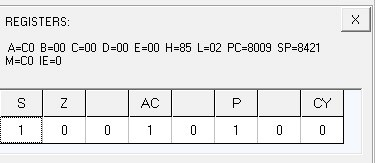 REGISTERS:
X
A=C0 B=00 C=00 D=00 E=00 H=85 L=02 PC=8009 SP=8421
M=C0 IE=0
S Z AC P CY
1 0 0 1 0 1 0 0